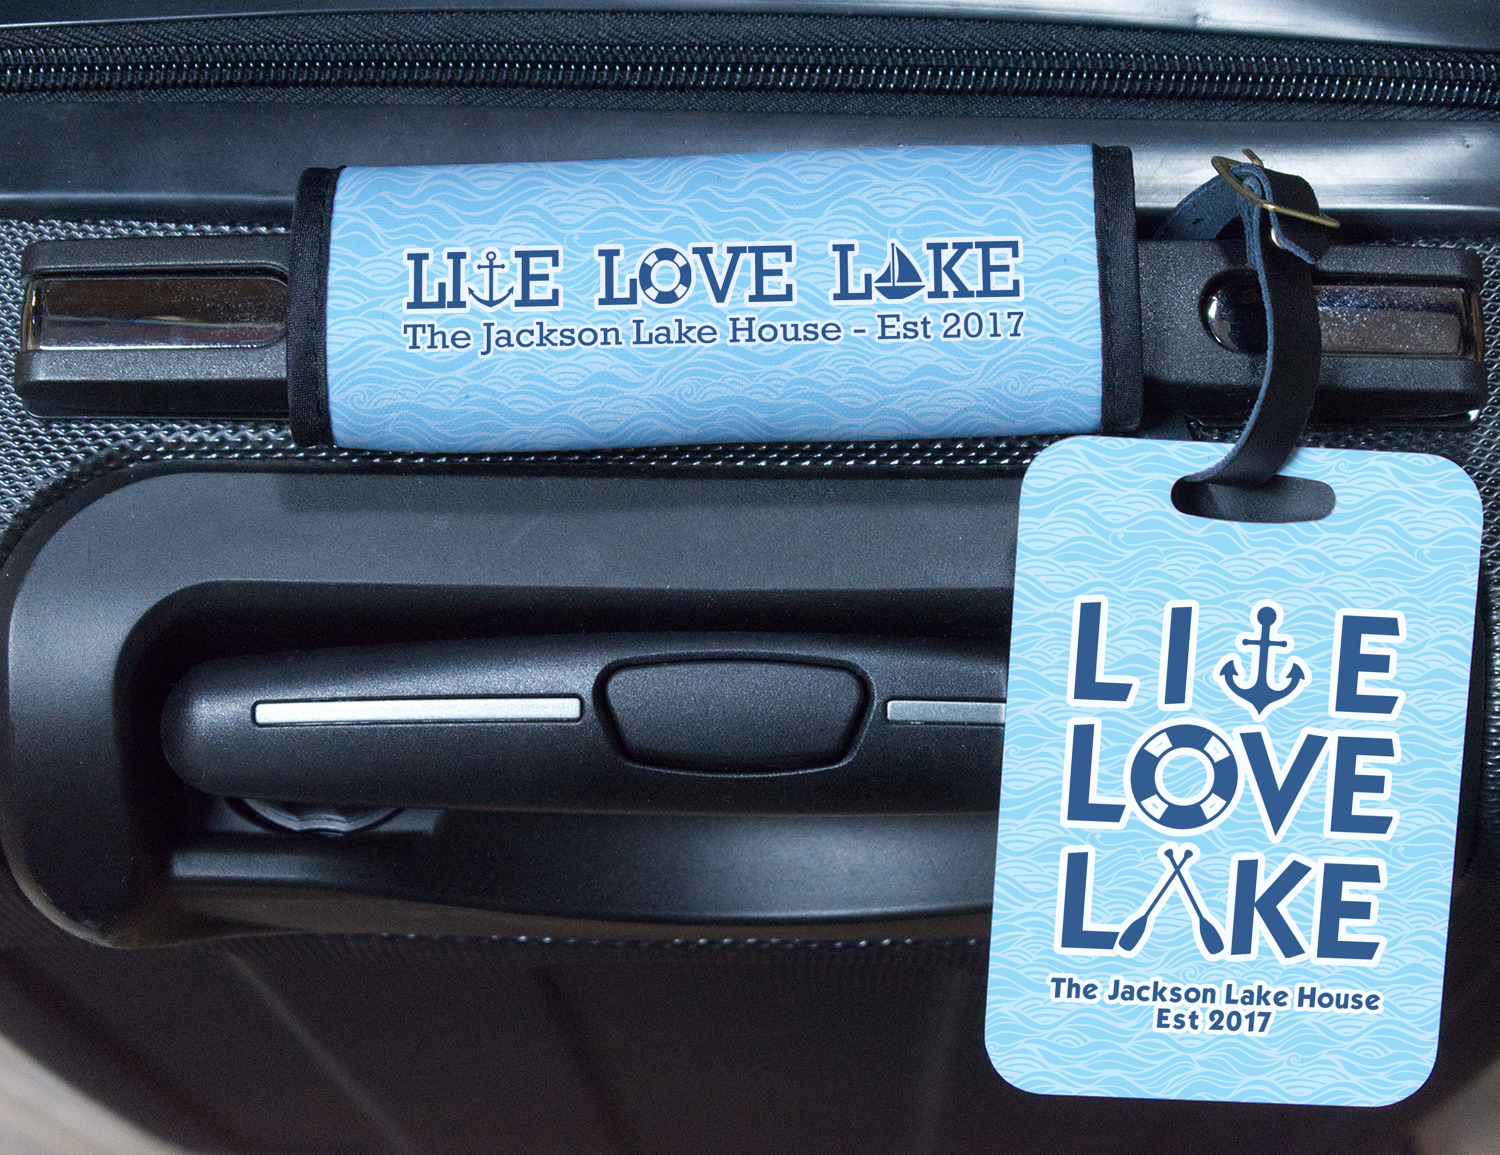 LIVE LOVE LAKE
The Jackson Lake House - Est 2017
LIVE
LOVE
LAKE
The Jackson Lake House
Est 2017